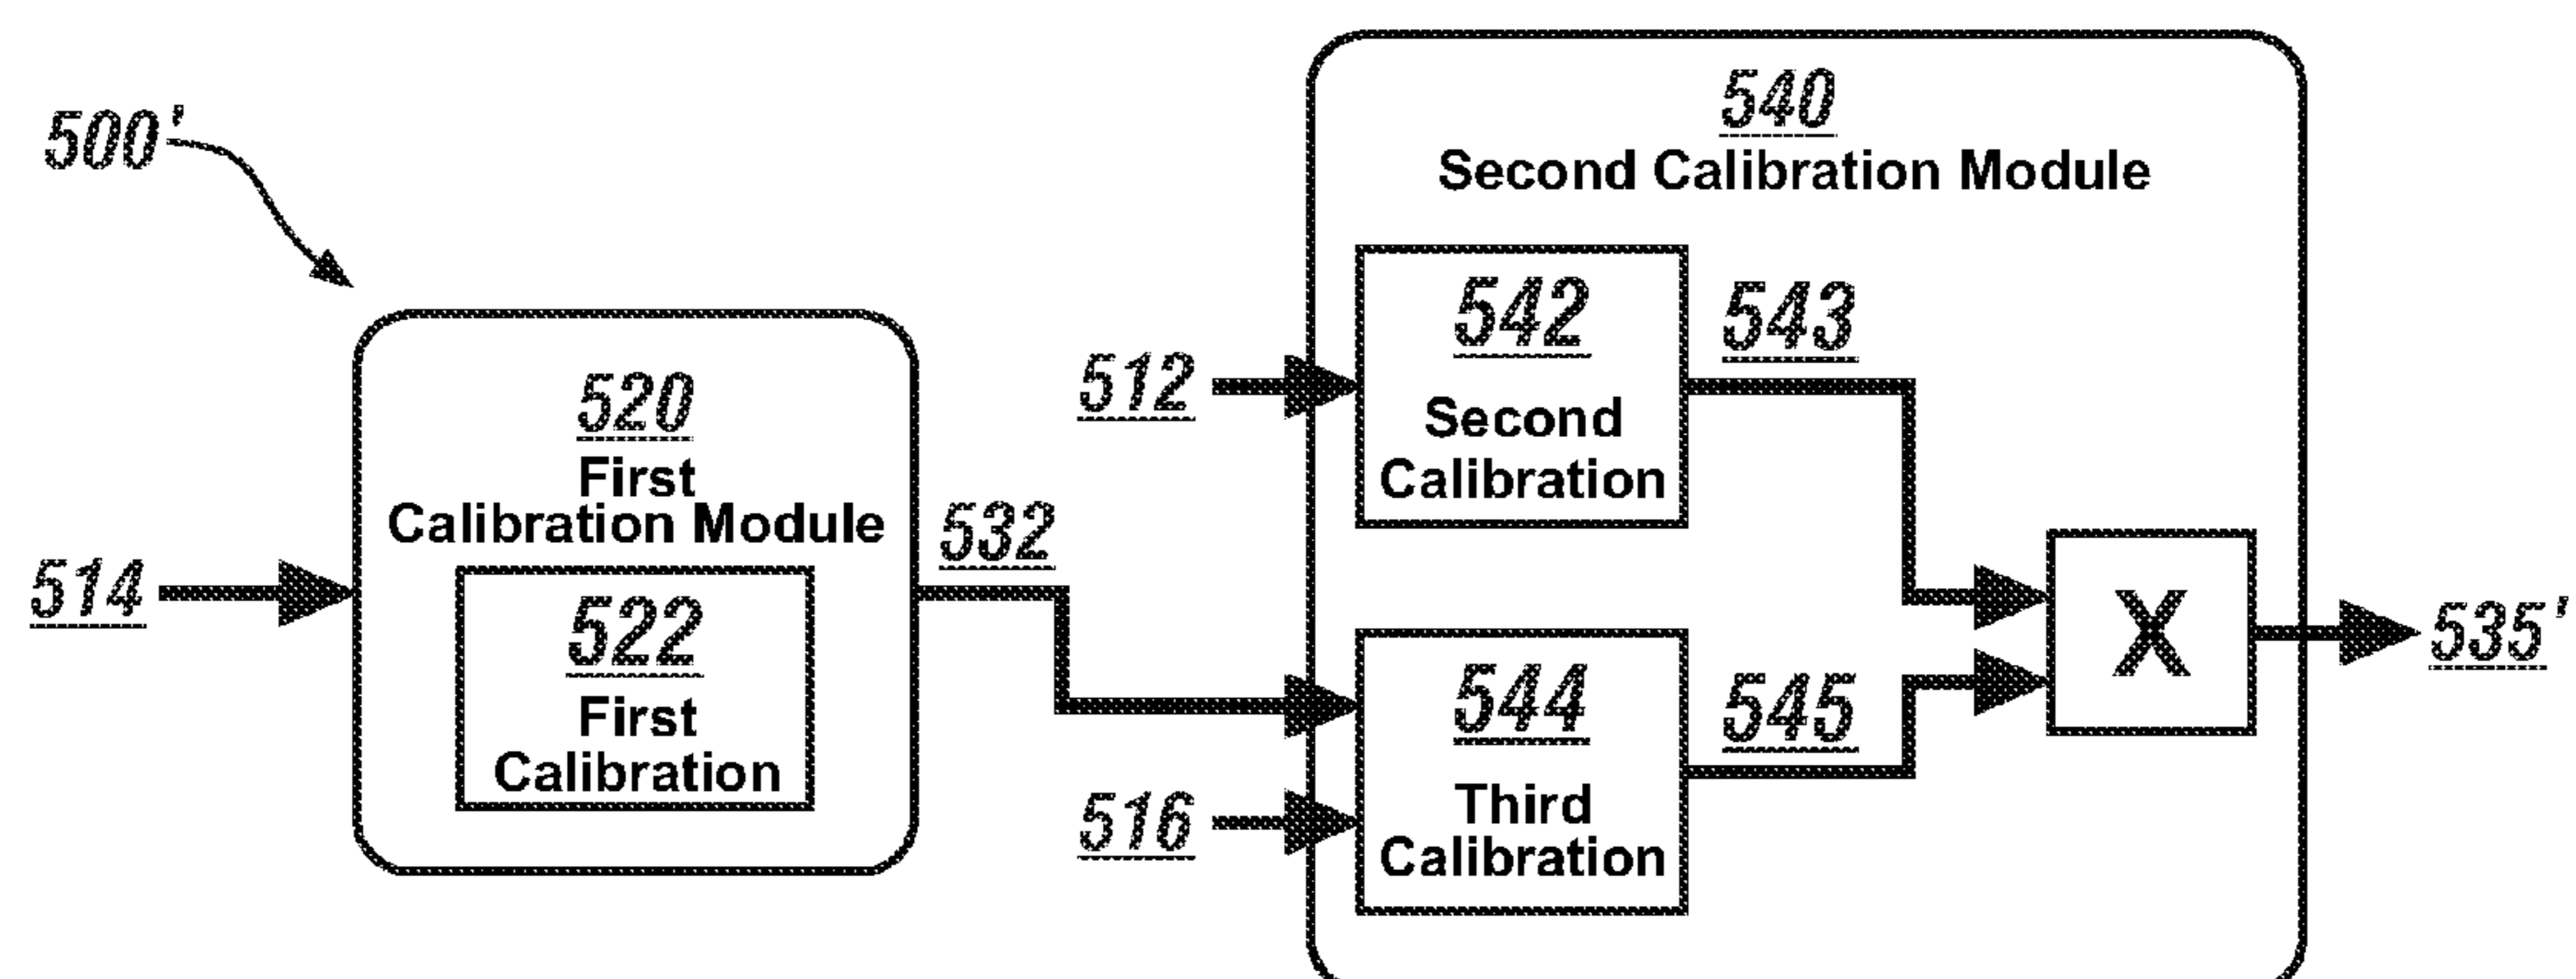 500'
514
520
First
Calibration Module
522
First
Calibration
532
512
516
540
Second Calibration Module
542
Second
Calibration
543
544
Third
Calibration
545
X
535'